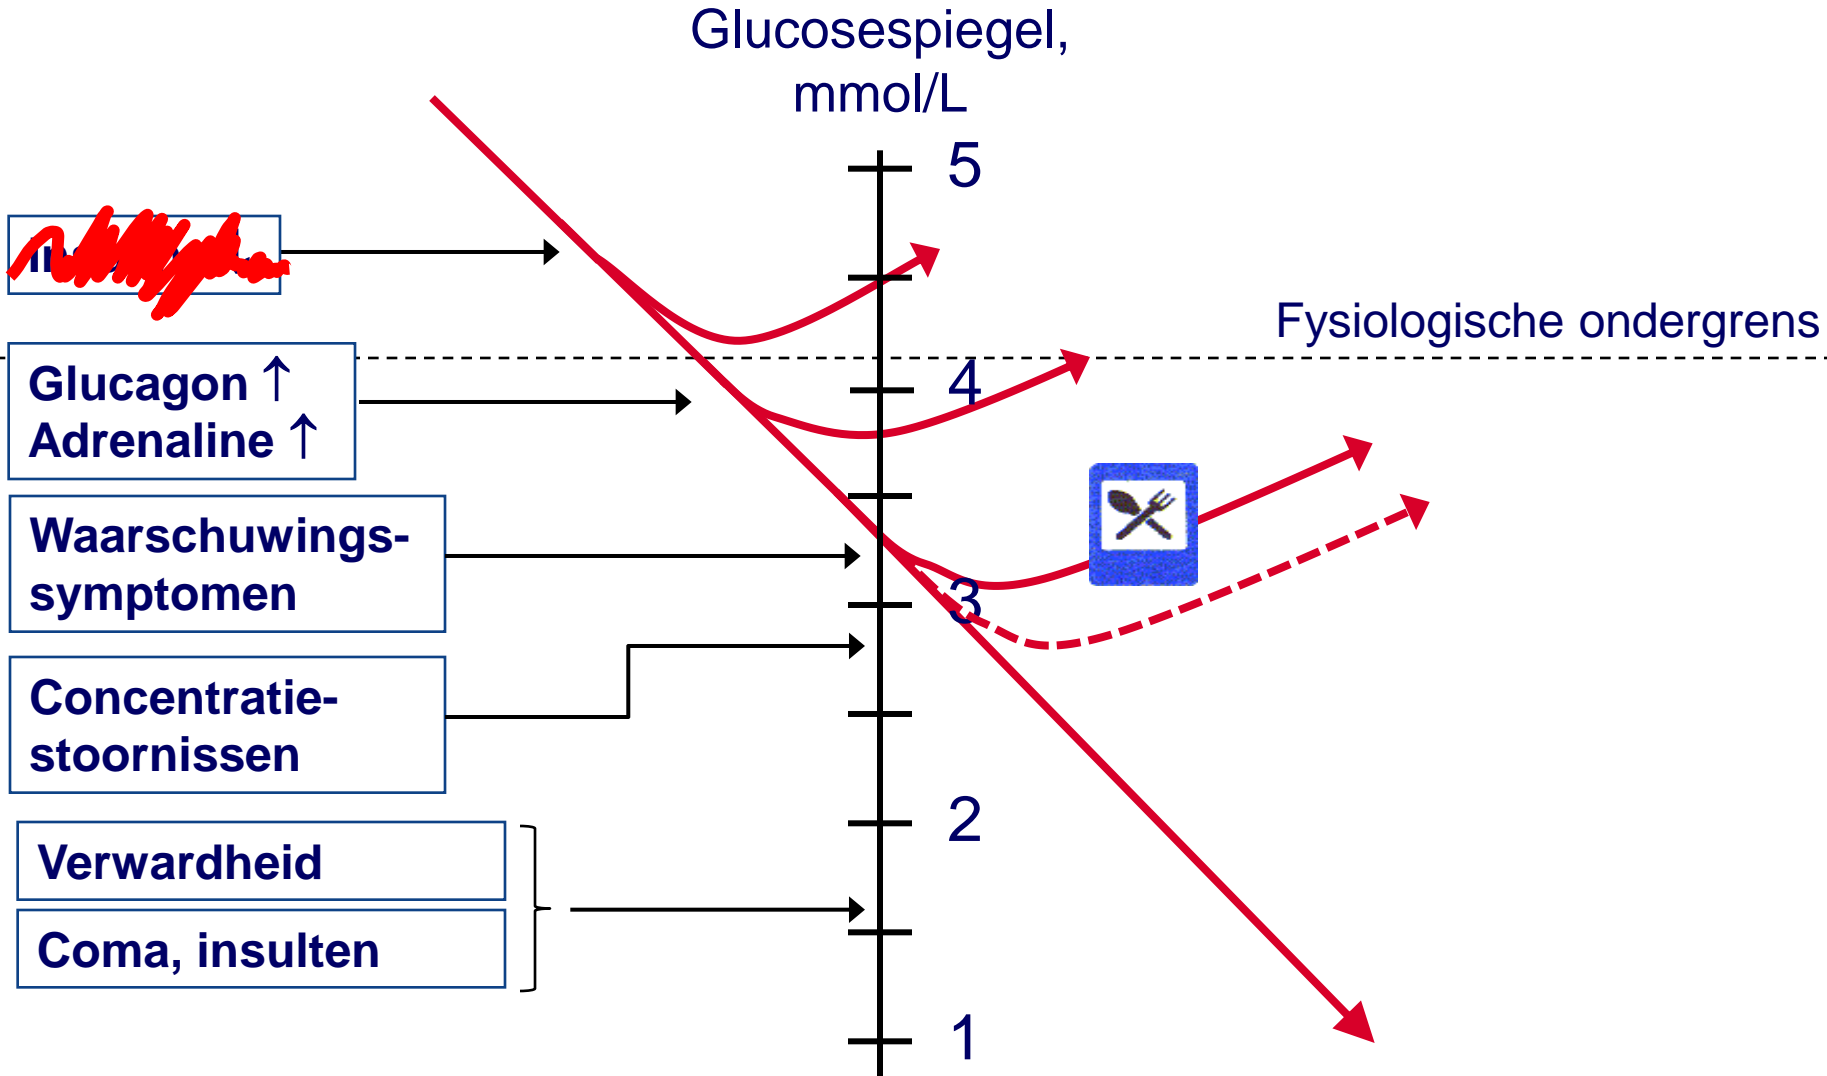 Glucosespiegel,
mmol/L
5
Fysiologische ondergrens
Glucagon ↑
Adrenaline ↑
4
Waarschuwings-
symptomen
3
Concentratie-
stoornissen
2
Verwardheid
Coma, insulten
1